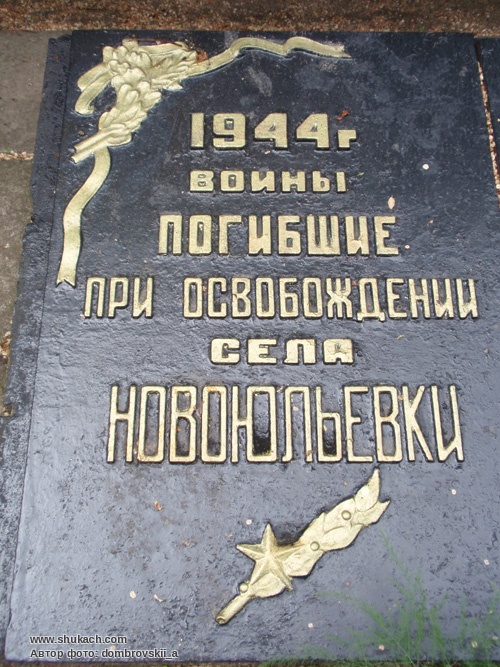 1944г
ВОИНЫ
ПОГИБШИЕ
ПРИ ОСВОБОЖДЕНИИ
СЕЛА
НОВОЮЛЬЕВКИ
www.shukach.com
Автор фото: dombrovskii_a